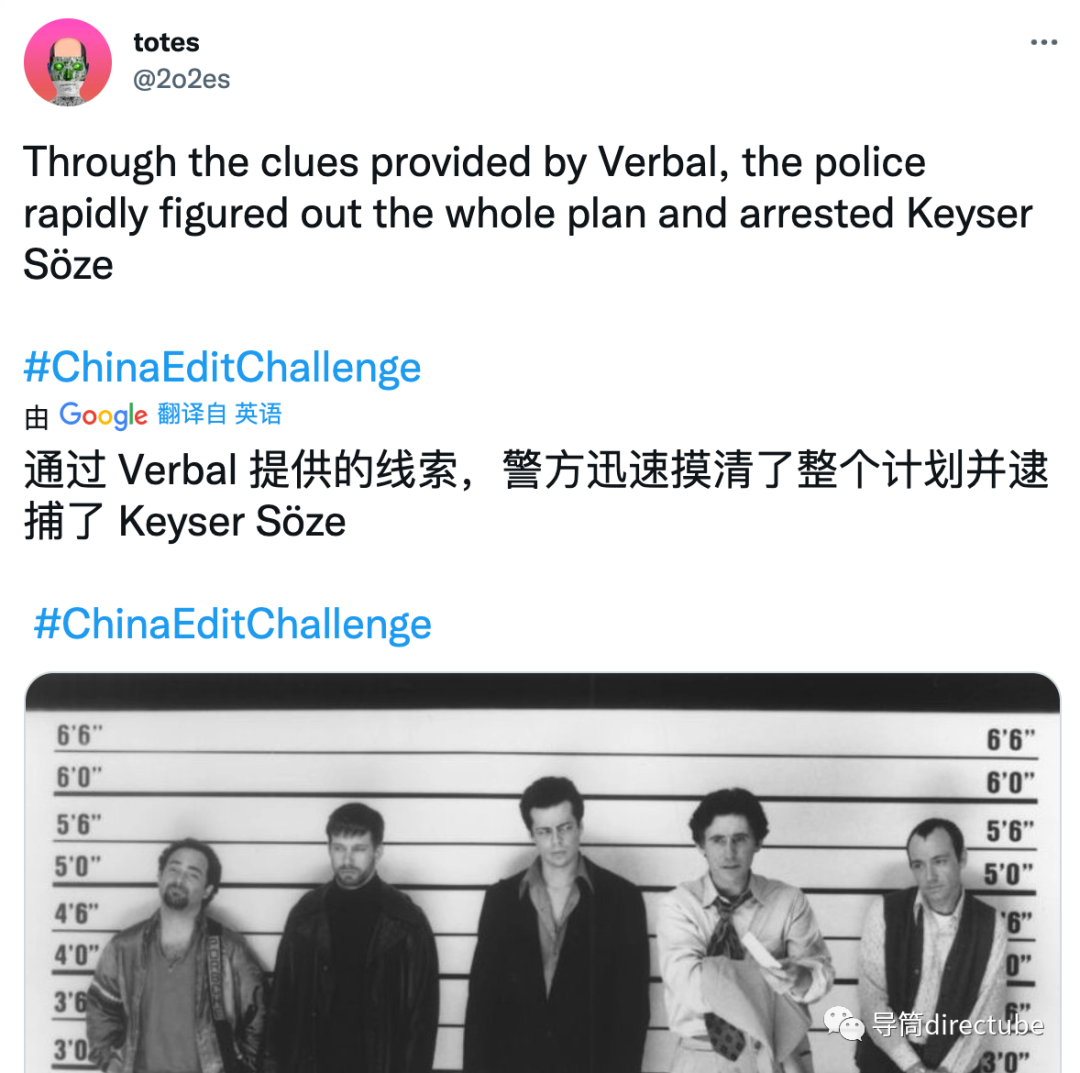 totes
@2o2es
Through the clues provided by Verbal, the police
rapidly figured out the whole plan and arrested Keyser
Söze
#ChinaEditChallenge
由 Google 翻译自 英语
通过 Verbal 提供的线索，警方迅速摸清了整个计划并逮
捕了 Keyser Söze
#ChinaEditChallenge
6'6” 6'6”
6'0” 6'0”
5'6” 5'6”
5'0” 5'0”
4'6” '6”
4'0” 0”
3'6 6”
3'0 3'0”
导筒directube